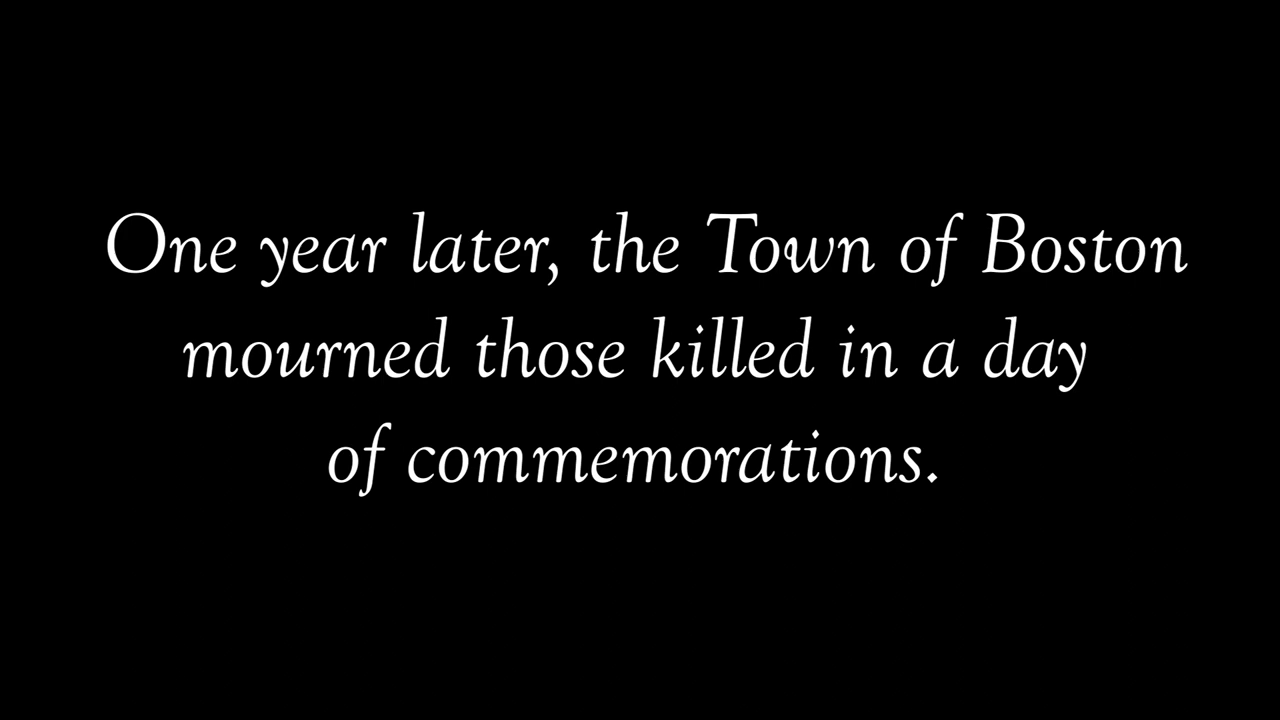 One year later, the Town of Boston
mourned those killed in a day
of commemorations.